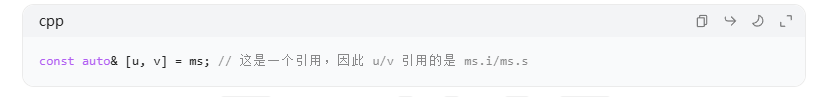 cpp
const auto& [u, v] = ms; // 这是一个引用，因此 u/v 引用的是 ms.i/ms.s